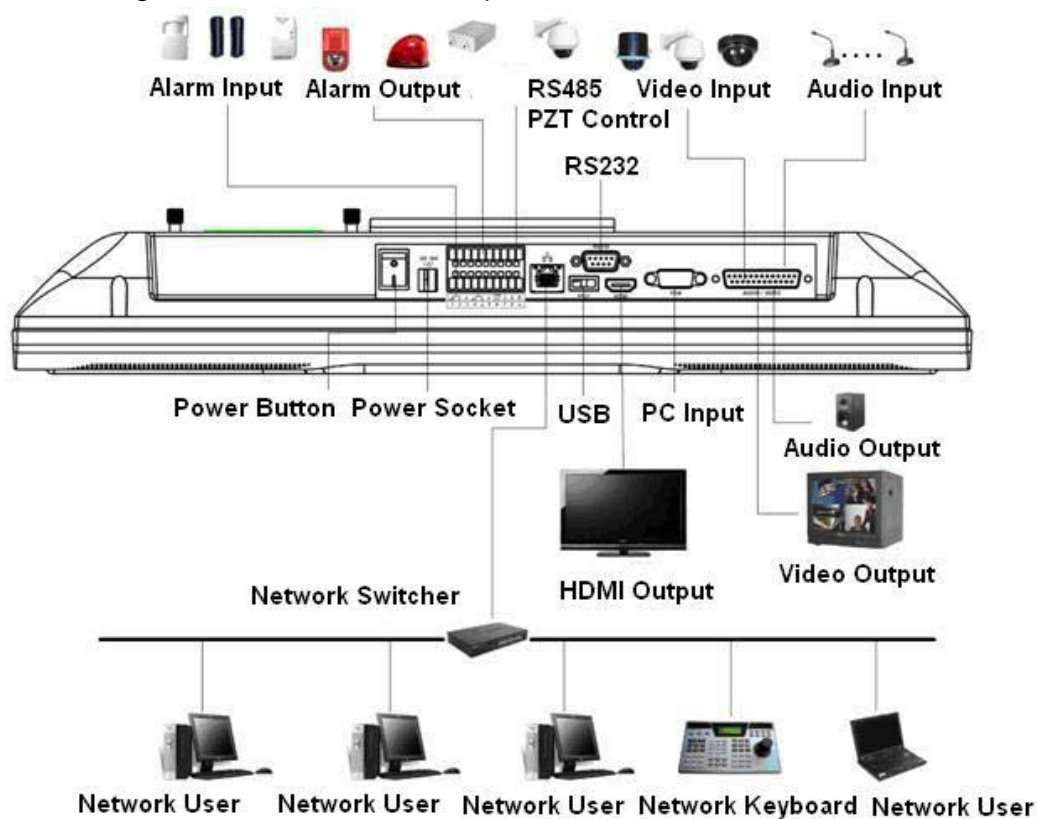 Alarm Input
Alarm Output
RS485
PZT Control
Video Input
Audio Input
RS232
Power Button
Power Socket
USB
PC Input
Audio Output
HDMI Output
Video Output
Network Switcher
Network User
Network User
Network User
Network Keyboard
Network User